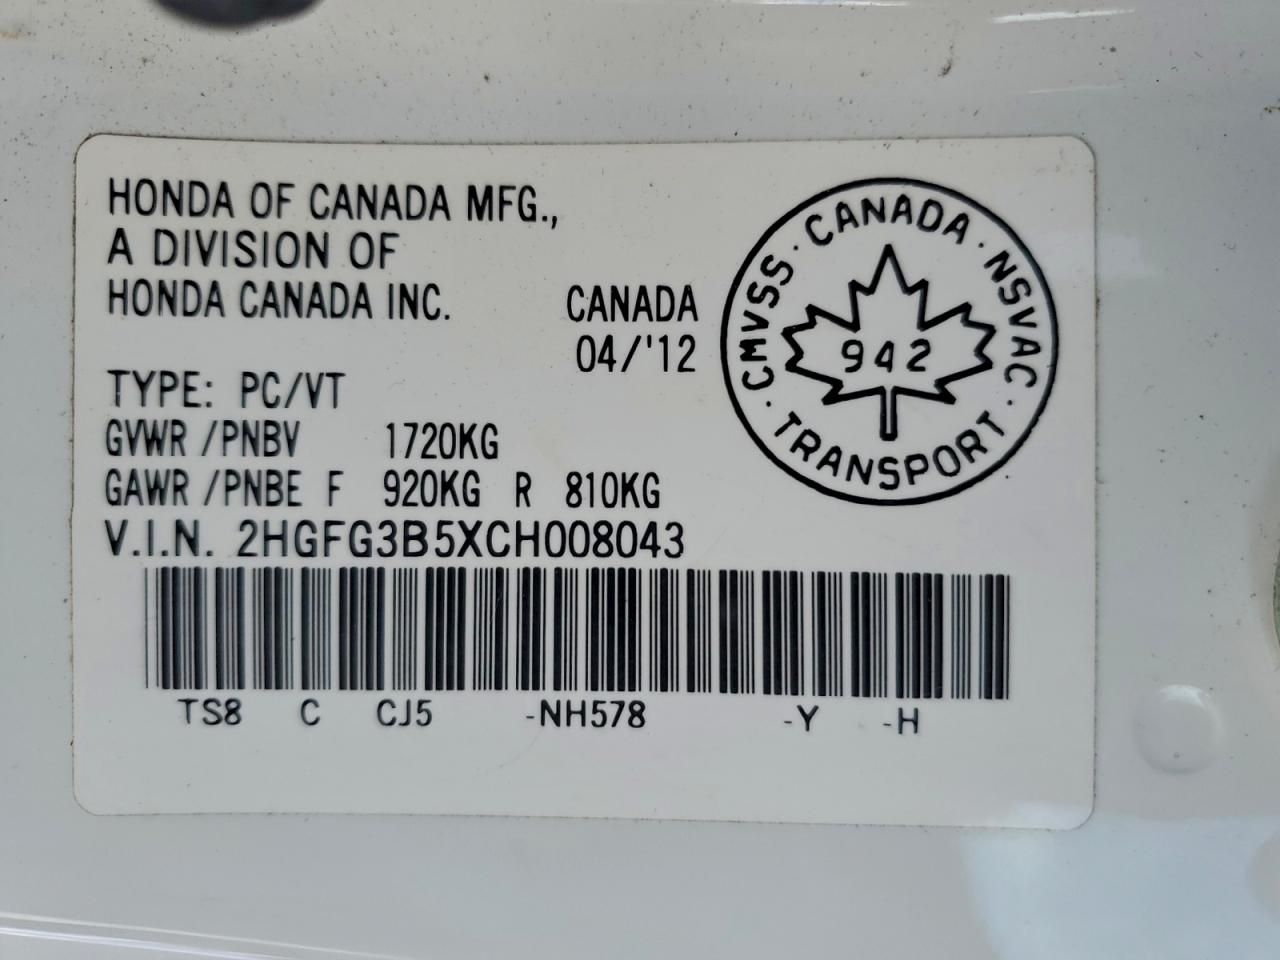 HONDA OF CANADA MFG.,
A DIVISION OF
HONDA CANADA INC.
CANADA
04/'12
CMVSS · CANADA · NSVAC · TRANSPORT ·
942
TYPE: PC/VT
GVWR /PNBV 1720KG
GAWR /PNBE F 920KG R 810KG
V.I.N. 2HGFG3B5XCH008043
TS8 C CJ5 -NH578 -Y -H